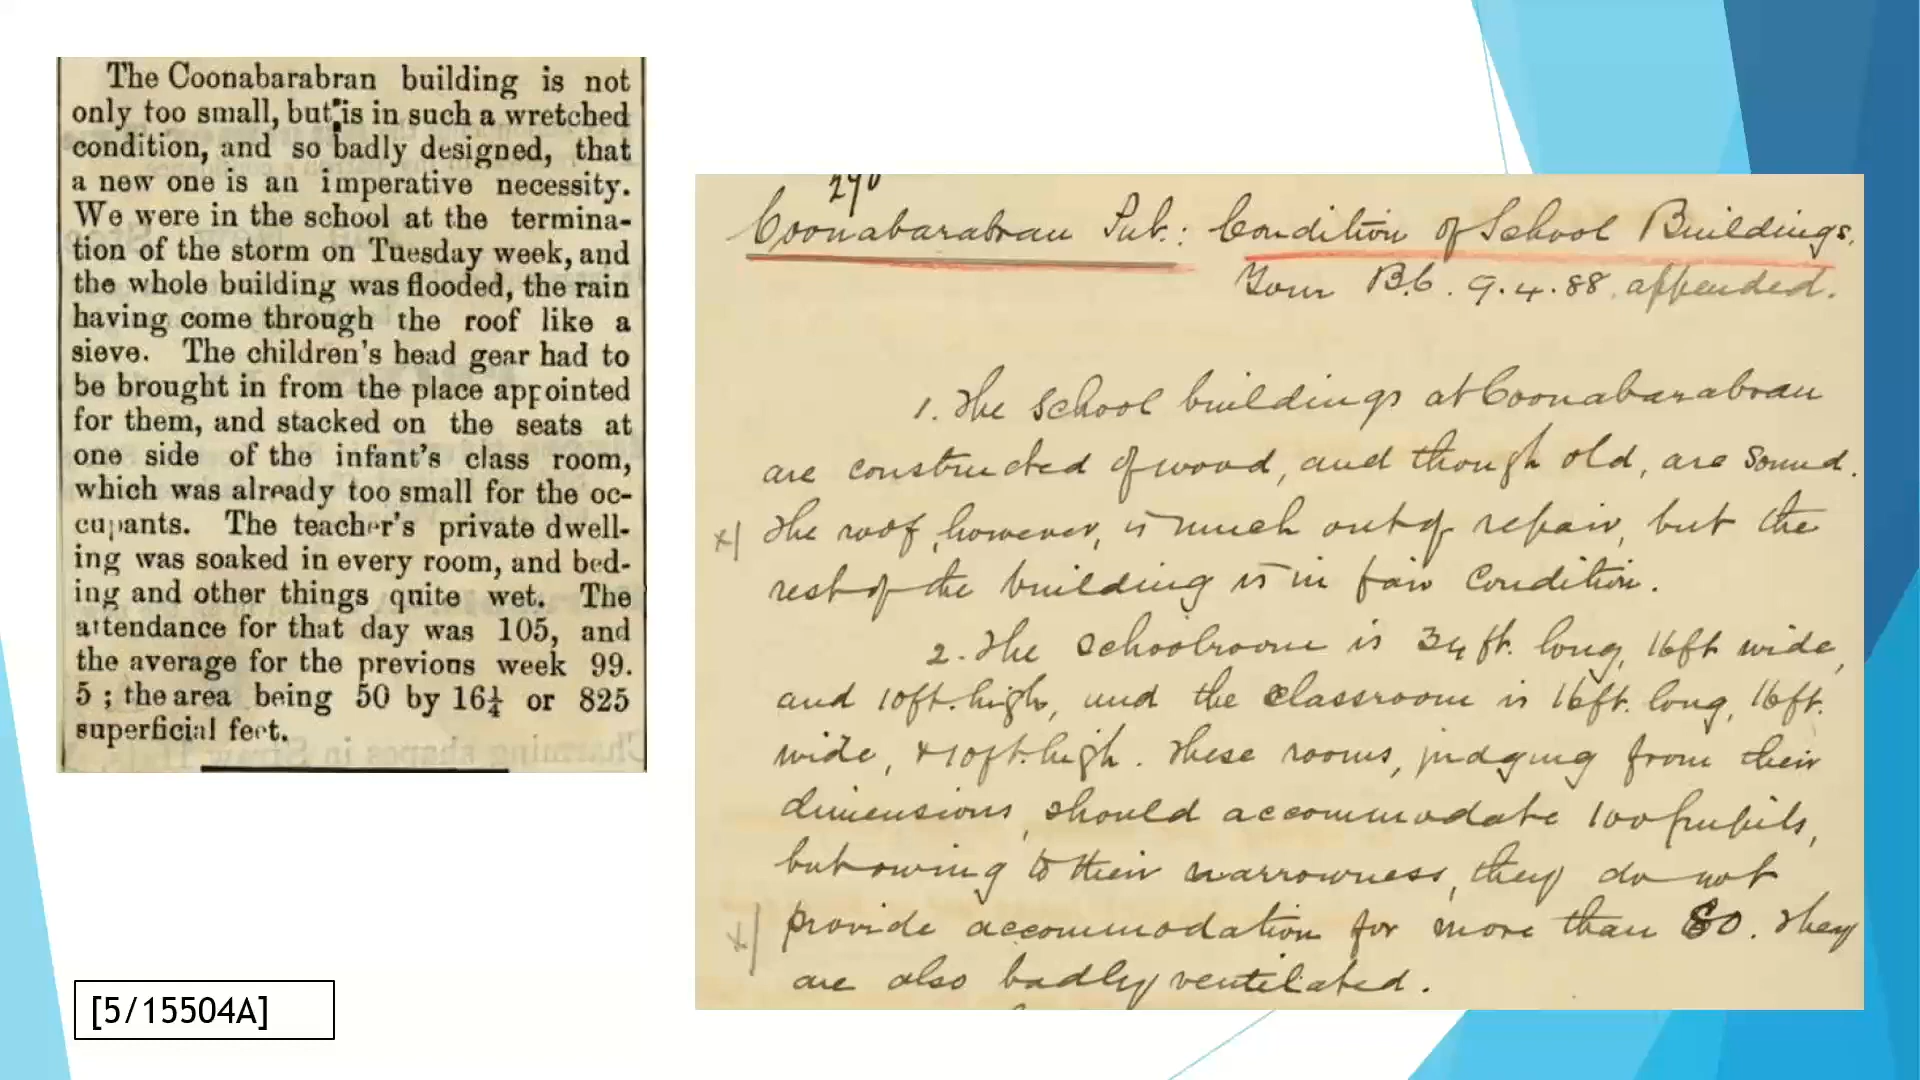 The Coonabarabran building is not
only too small, but is in such a wretched
condition, and so badly designed, that
a new one is an imperative necessity.
We were in the school at the termina-
tion of the storm on Tuesday week, and
the whole building was flooded, the rain
having come through the roof like a
sieve. The children's head gear had to
be brought in from the place appointed
for them, and stacked on the seats at
one side of the infant's class room,
which was already too small for the oc-
cupants. The teacher's private dwell-
ing was soaked in every room, and bed-
ing and other things quite wet. The
attendance for that day was 105, and
the average for the previous week 99.
5 ; the area being 50 by 16¼ or 825
superficial feet.
[5/15504A]
Coonabarabran Pub.: Condition of School Buildings.
Your B.C. 9.4.88 appended.
1. The School buildings at Coonabarabran
are constructed of wood, and though old, are sound.
x| The roof, however, is much out of repair, but the
rest of the building is in fair condition.
2. The schoolroom is 34 ft. long, 16ft wide,
and 10ft. high, and the classroom is 16ft. long, 16ft.
wide, & 10ft. high. These rooms, judging from their
dimensions, should accommodate 100 pupils,
but owing to their narrowness, they do not
x| provide accommodation for more than 80. They
are also badly ventilated.